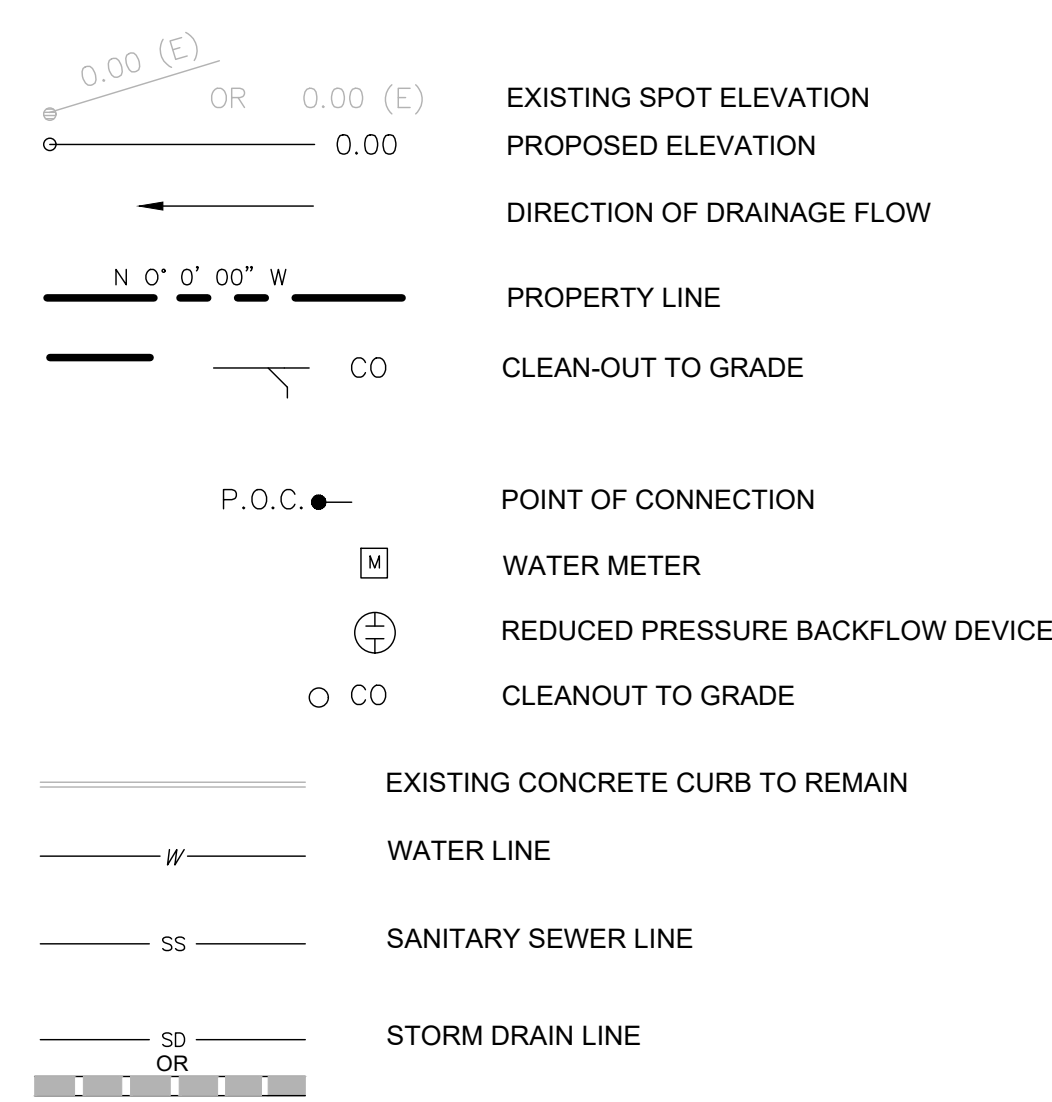 0.00 (E)
OR 0.00 (E) EXISTING SPOT ELEVATION
0.00 PROPOSED ELEVATION
DIRECTION OF DRAINAGE FLOW
N 0° 0' 00" W
PROPERTY LINE
CO CLEAN-OUT TO GRADE
P.O.C. POINT OF CONNECTION
M WATER METER
REDUCED PRESSURE BACKFLOW DEVICE
CO CLEANOUT TO GRADE
EXISTING CONCRETE CURB TO REMAIN
W WATER LINE
SS SANITARY SEWER LINE
SD STORM DRAIN LINE
OR